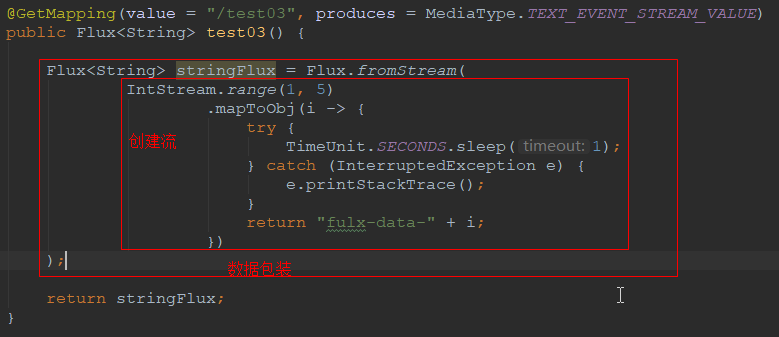 @GetMapping(value = "/test03", produces = MediaType.TEXT_EVENT_STREAM_VALUE)
public Flux<String> test03() {
Flux<String> stringFlux = Flux.fromStream(
IntStream.range(1, 5)
.mapToObj(i -> {
创建流
try {
TimeUnit.SECONDS.sleep( timeout: 1);
} catch (InterruptedException e) {
e.printStackTrace();
}
return "fulx-data-" + i;
})
);
数据包装
return stringFlux;
}